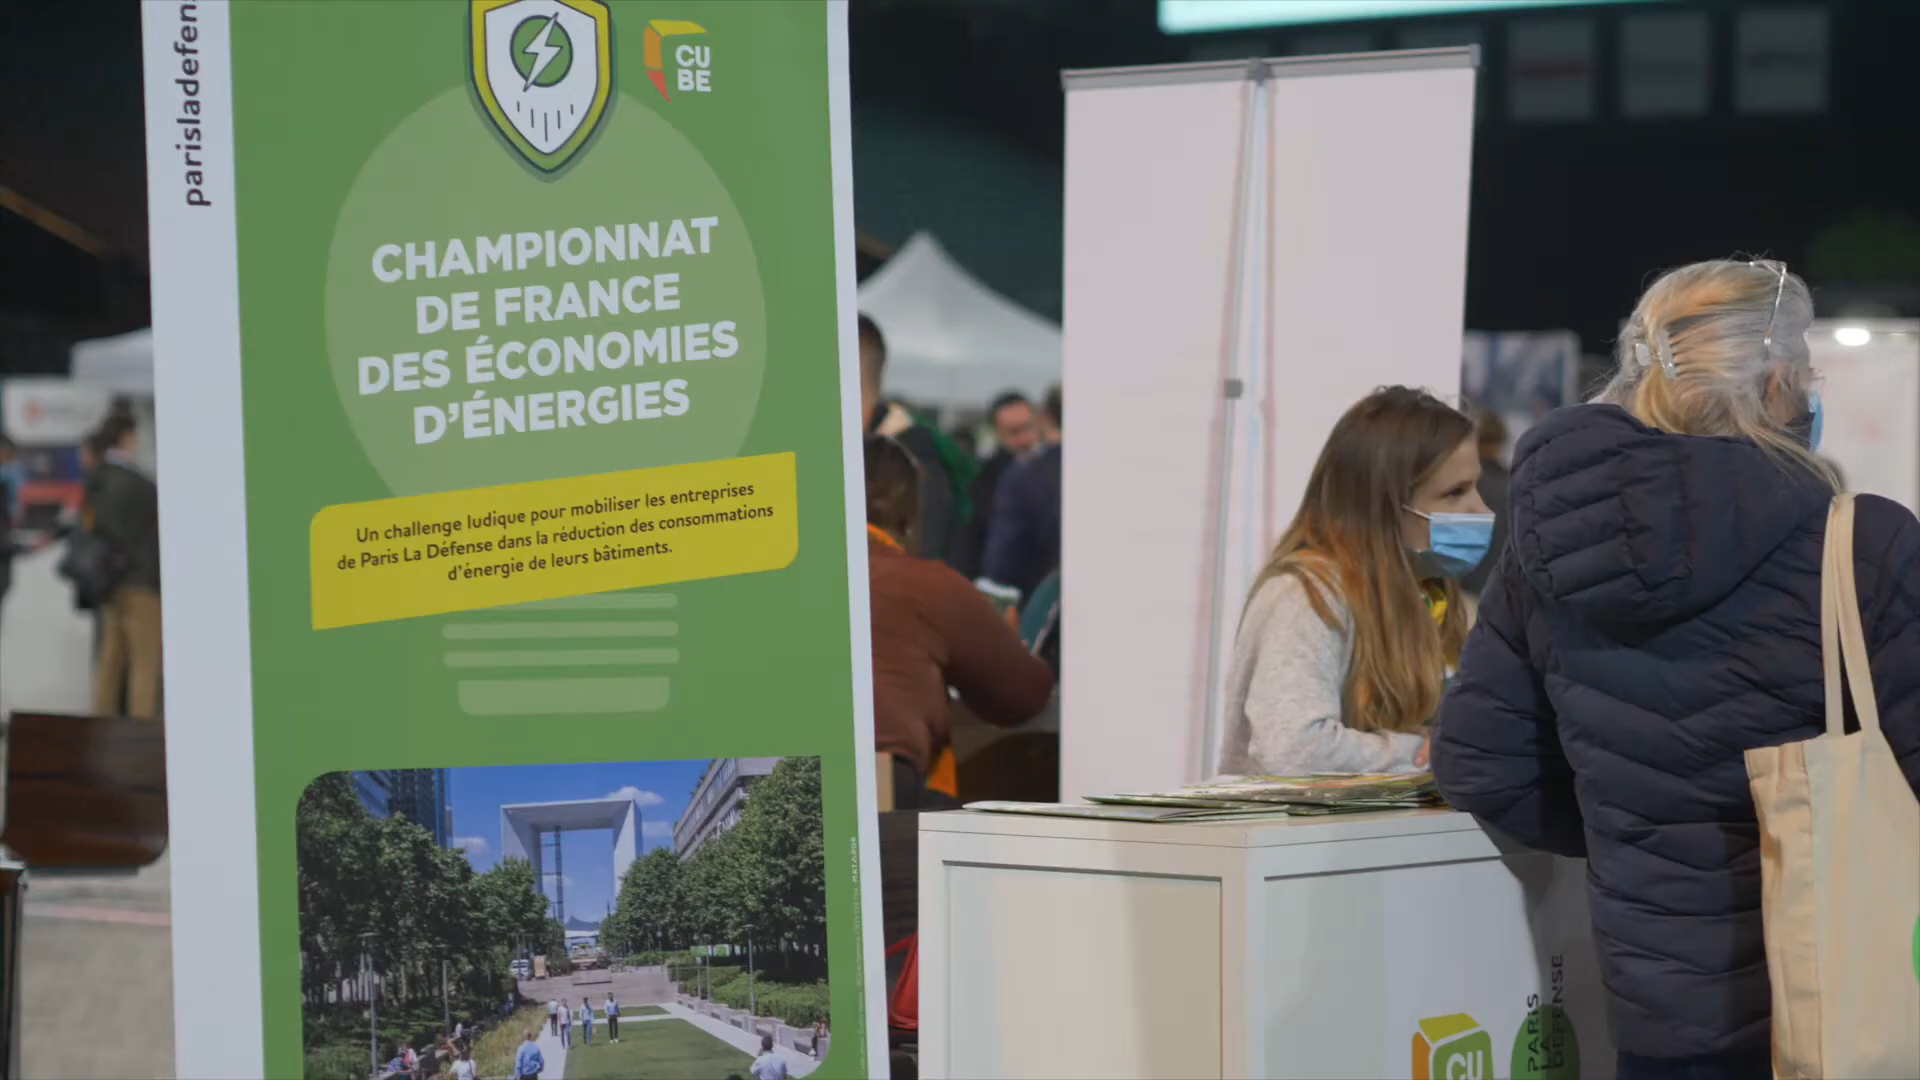 parisladefen
CU
BE
CHAMPIONNAT
DE FRANCE
DES ÉCONOMIES
D'ÉNERGIES
Un challenge ludique pour mobiliser les entreprises
de Paris La Défense dans la réduction des consommations
d'énergie de leurs bâtiments.
CU
PARIS
LA
DEFENSE